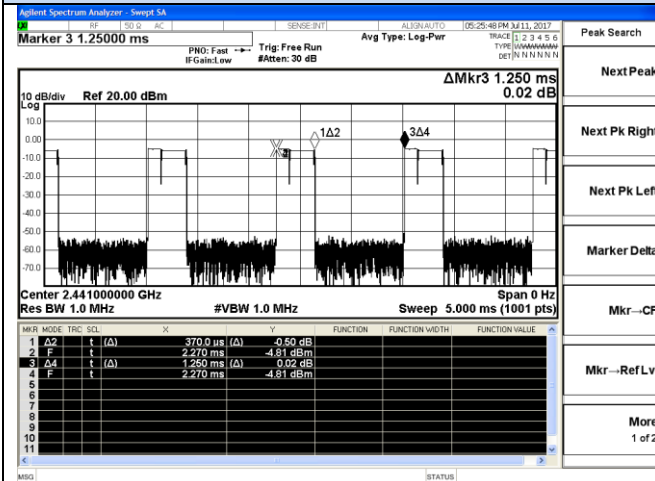 Agilent Spectrum Analyzer - Swept SA
RF 50 Ω AC SENSE:INT ALIGNAUTO 05:25:48 PM Jul 11, 2017
Marker 3 1.25000 ms
PNO: Fast
IFGain:Low
Trig: Free Run
#Atten: 30 dB
Avg Type: Log-Pwr
TRACE 1 2 3 4 5 6
TYPE WWWWWW
DET N N N N N N
Peak Search
ΔMkr3 1.250 ms
0.02 dB
10 dB/div Ref 20.00 dBm
Log
10.0
0.00
-10.0
-20.0
-30.0
-40.0
-50.0
-60.0
-70.0
1Δ2
3Δ4
Center 2.441000000 GHz
Span 0 Hz
Res BW 1.0 MHz #VBW 1.0 MHz Sweep 5.000 ms (1001 pts)
MKR MODE TRC SCL X Y FUNCTION FUNCTION WIDTH FUNCTION VALUE
1 Δ2 t (Δ) 370.0 µs (Δ) -0.50 dB
2 F t 2.270 ms -4.81 dBm
3 Δ4 t (Δ) 1.250 ms (Δ) 0.02 dB
4 F t 2.270 ms -4.81 dBm
5
6
7
8
9
10
11
MSG STATUS
Next Peak
Next Pk Right
Next Pk Left
Marker Delta
Mkr→CF
Mkr→Ref Lv
More
1 of 2